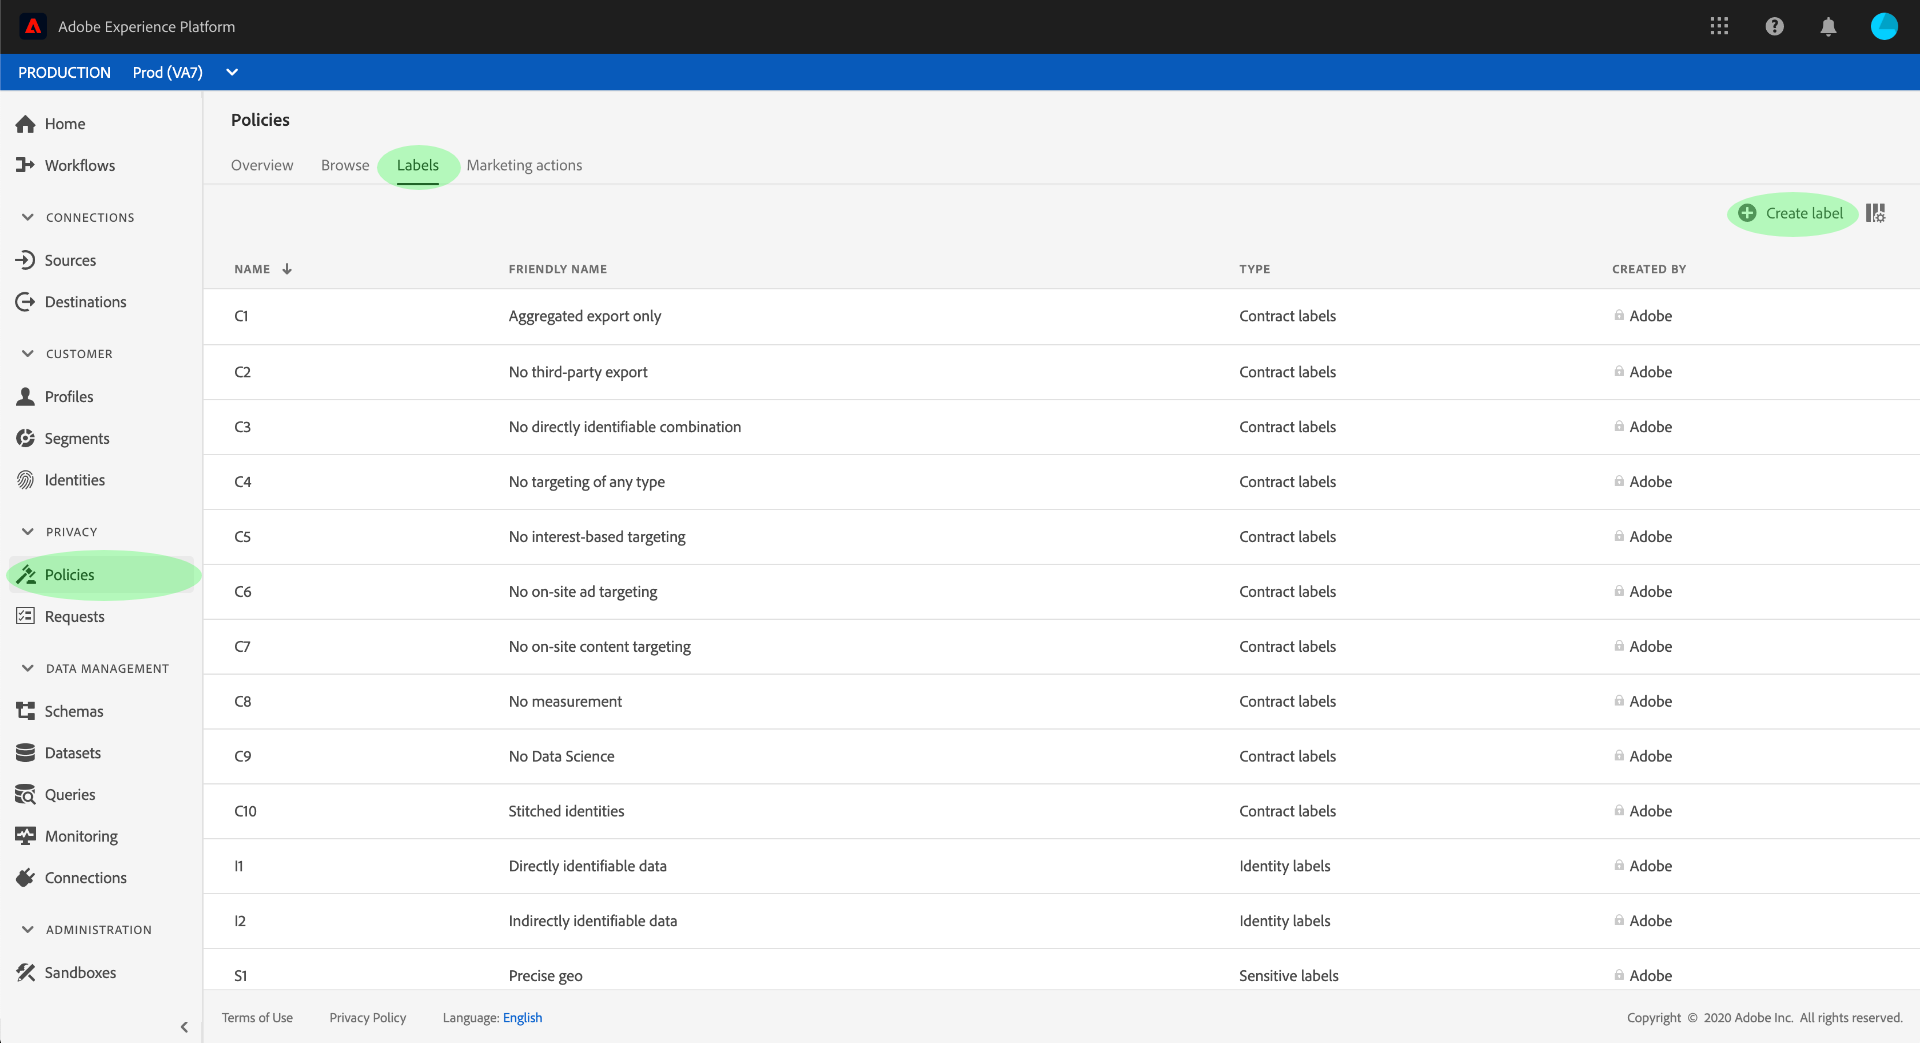 Adobe Experience Platform
PRODUCTION Prod (VA7)
Home
Workflows
CONNECTIONS
Sources
Destinations
CUSTOMER
Profiles
Segments
Identities
PRIVACY
Policies
Requests
DATA MANAGEMENT
Schemas
Datasets
Queries
Monitoring
Connections
ADMINISTRATION
Sandboxes
Policies
Overview Browse Labels Marketing actions
Create label
NAME FRIENDLY NAME TYPE CREATED BY
C1 Aggregated export only Contract labels Adobe
C2 No third-party export Contract labels Adobe
C3 No directly identifiable combination Contract labels Adobe
C4 No targeting of any type Contract labels Adobe
C5 No interest-based targeting Contract labels Adobe
C6 No on-site ad targeting Contract labels Adobe
C7 No on-site content targeting Contract labels Adobe
C8 No measurement Contract labels Adobe
C9 No Data Science Contract labels Adobe
C10 Stitched identities Contract labels Adobe
I1 Directly identifiable data Identity labels Adobe
I2 Indirectly identifiable data Identity labels Adobe
S1 Precise geo Sensitive labels Adobe
Terms of Use Privacy Policy Language: English Copyright © 2020 Adobe Inc. All rights reserved.